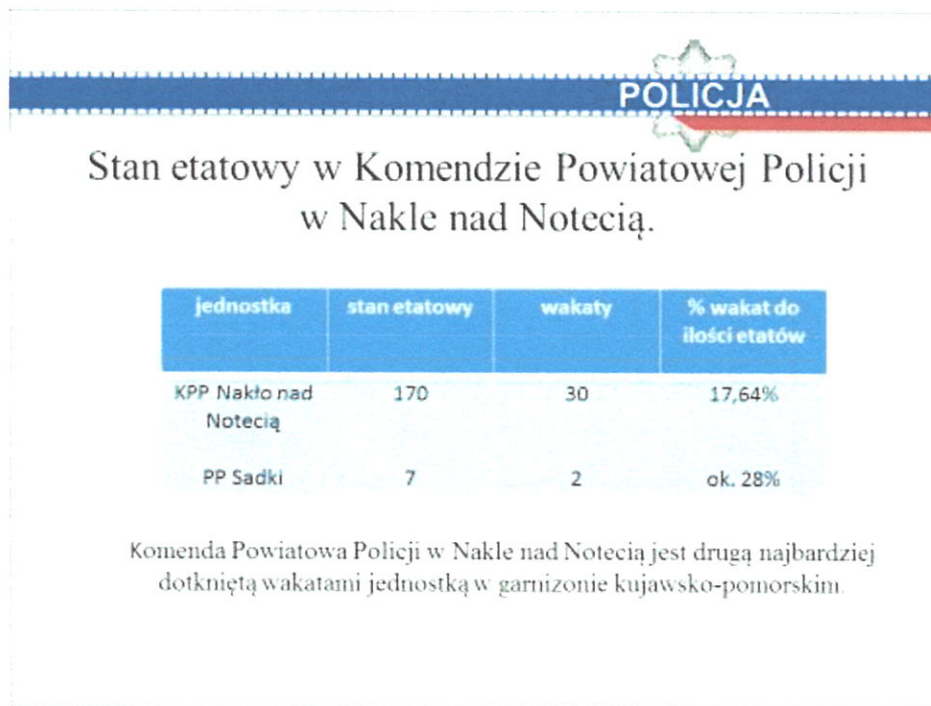 POLICJA
Stan etatowy w Komendzie Powiatowej Policji
w Nakle nad Notecią.
jednostka stan etatowy wakaty % wakat do
ilości etatów
KPP Nakło nad 170 30 17,64%
Notecią
PP Sadki 7 2 ok. 28%
Komenda Powiatowa Policji w Nakle nad Notecią jest drugą najbardziej
dotkniętą wakatami jednostką w garnizonie kujawsko-pomorskim.